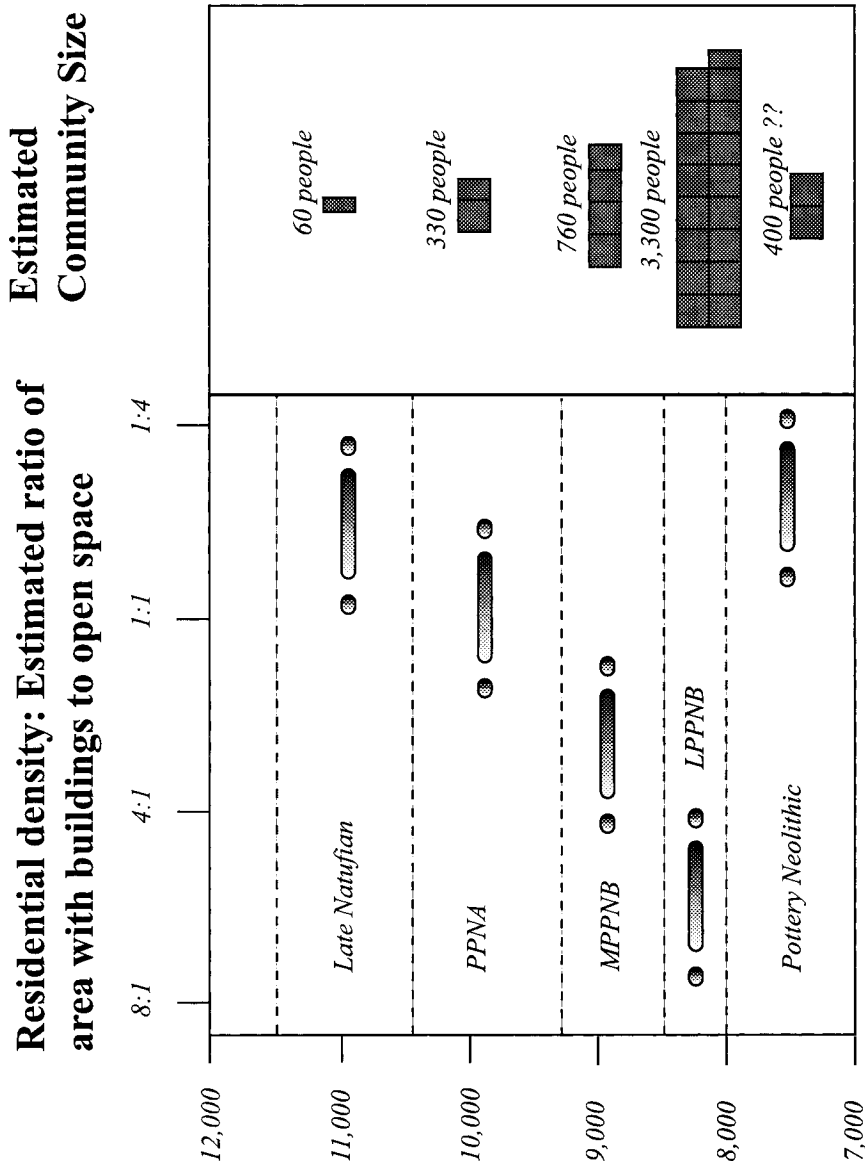 Residential density: Estimated ratio of
area with buildings to open space
Estimated
Community Size
8:1
4:1
1:1
1:4
12,000
11,000
10,000
9,000
8,000
7,000
Late Natufian
60 people
PPNA
330 people
MPPNB
760 people
LPPNB
3,300 people
Pottery Neolithic
400 people ??